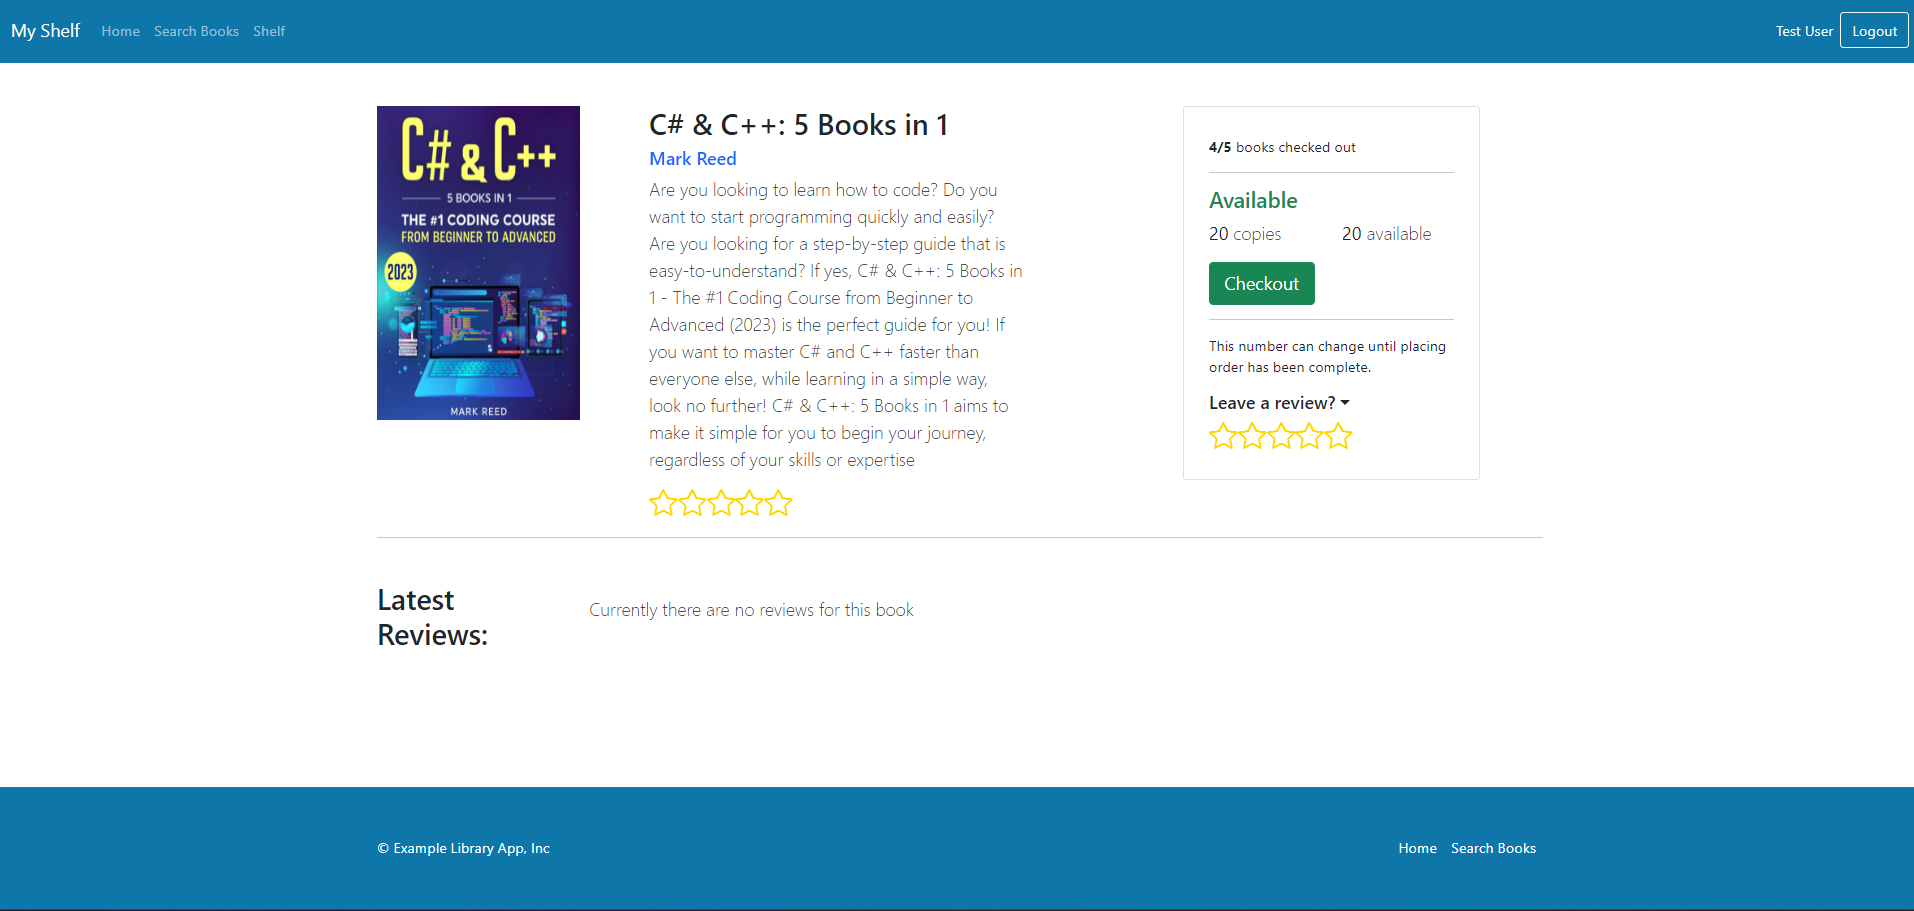 My Shelf Home Search Books Shelf Test User Logout
C# & C++
5 BOOKS IN 1
THE #1 CODING COURSE
FROM BEGINNER TO ADVANCED
2023
MARK REED
C# & C++: 5 Books in 1
Mark Reed
Are you looking to learn how to code? Do you
want to start programming quickly and easily?
Are you looking for a step-by-step guide that is
easy-to-understand? If yes, C# & C++: 5 Books in
1 - The #1 Coding Course from Beginner to
Advanced (2023) is the perfect guide for you! If
you want to master C# and C++ faster than
everyone else, while learning in a simple way,
look no further! C# & C++: 5 Books in 1 aims to
make it simple for you to begin your journey,
regardless of your skills or expertise
4/5 books checked out
Available
20 copies 20 available
Checkout
This number can change until placing
order has been complete.
Leave a review?
Latest
Reviews:
Currently there are no reviews for this book
© Example Library App, Inc Home Search Books